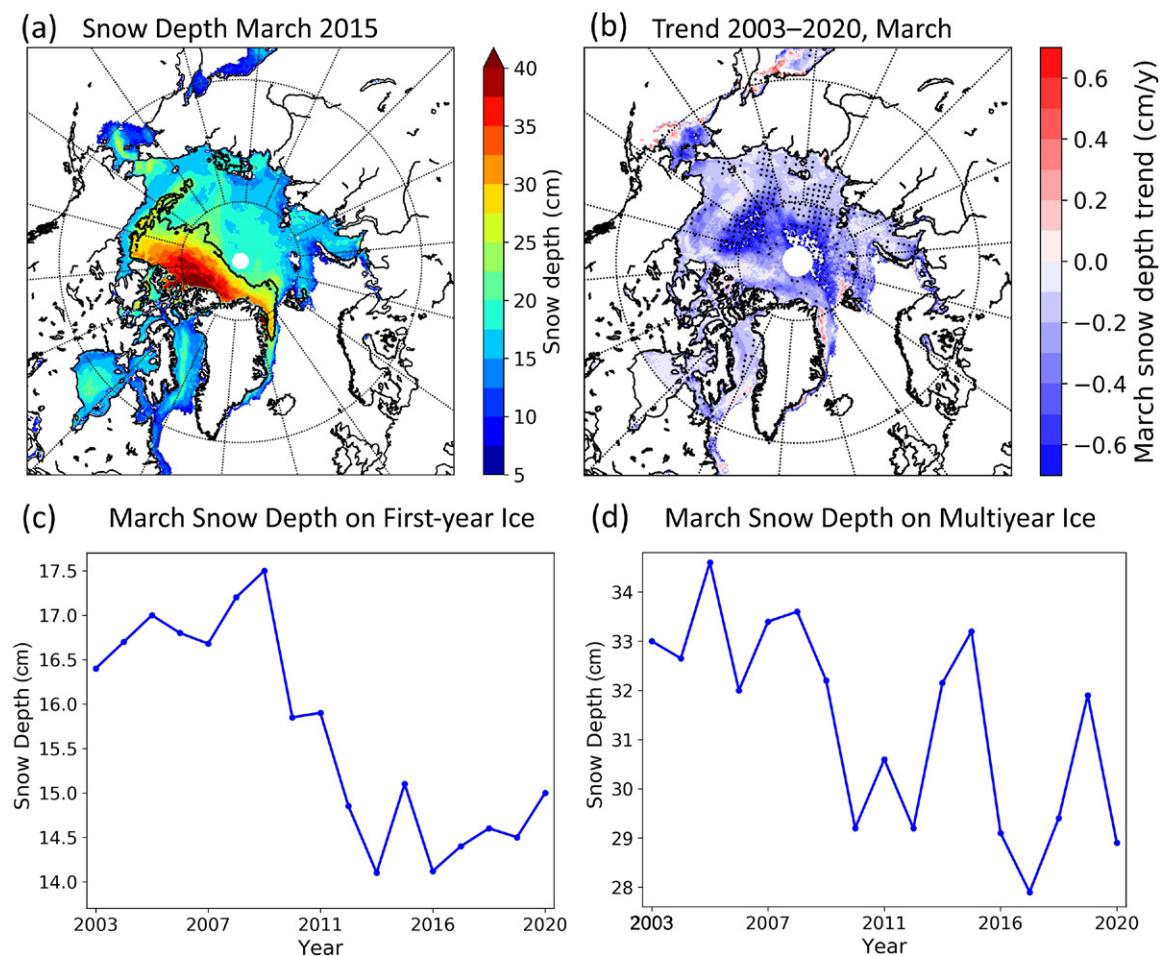 (a) Snow Depth March 2015
40
35
30
25
20
15
10
5
Snow depth (cm)
(b) Trend 2003–2020, March
0.6
0.4
0.2
0.0
−0.2
−0.4
−0.6
March snow depth trend (cm/y)
(c) March Snow Depth on First-year Ice
17.5
17.0
16.5
16.0
15.5
15.0
14.5
14.0
Snow Depth (cm)
2003 2007 2011 2016 2020
Year
(d) March Snow Depth on Multiyear Ice
34
33
32
31
30
29
28
Snow Depth (cm)
2003 2007 2011 2016 2020
Year